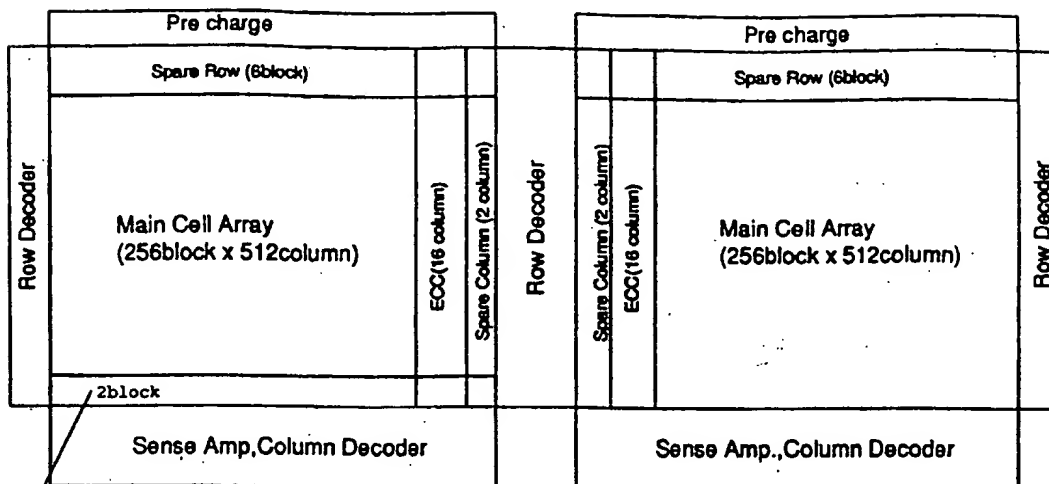 Pre charge
Spare Row (6block)
Row Decoder
Main Cell Array
(256block x 512column)
ECC(16 column)
Spare Column (2 column)
2block
Sense Amp,Column Decoder
Row Decoder
Pre charge
Spare Row (6block)
Spare Column (2 column)
ECC(16 column)
Main Cell Array
(256block x 512column)
Row Decoder
Sense Amp.,Column Decoder